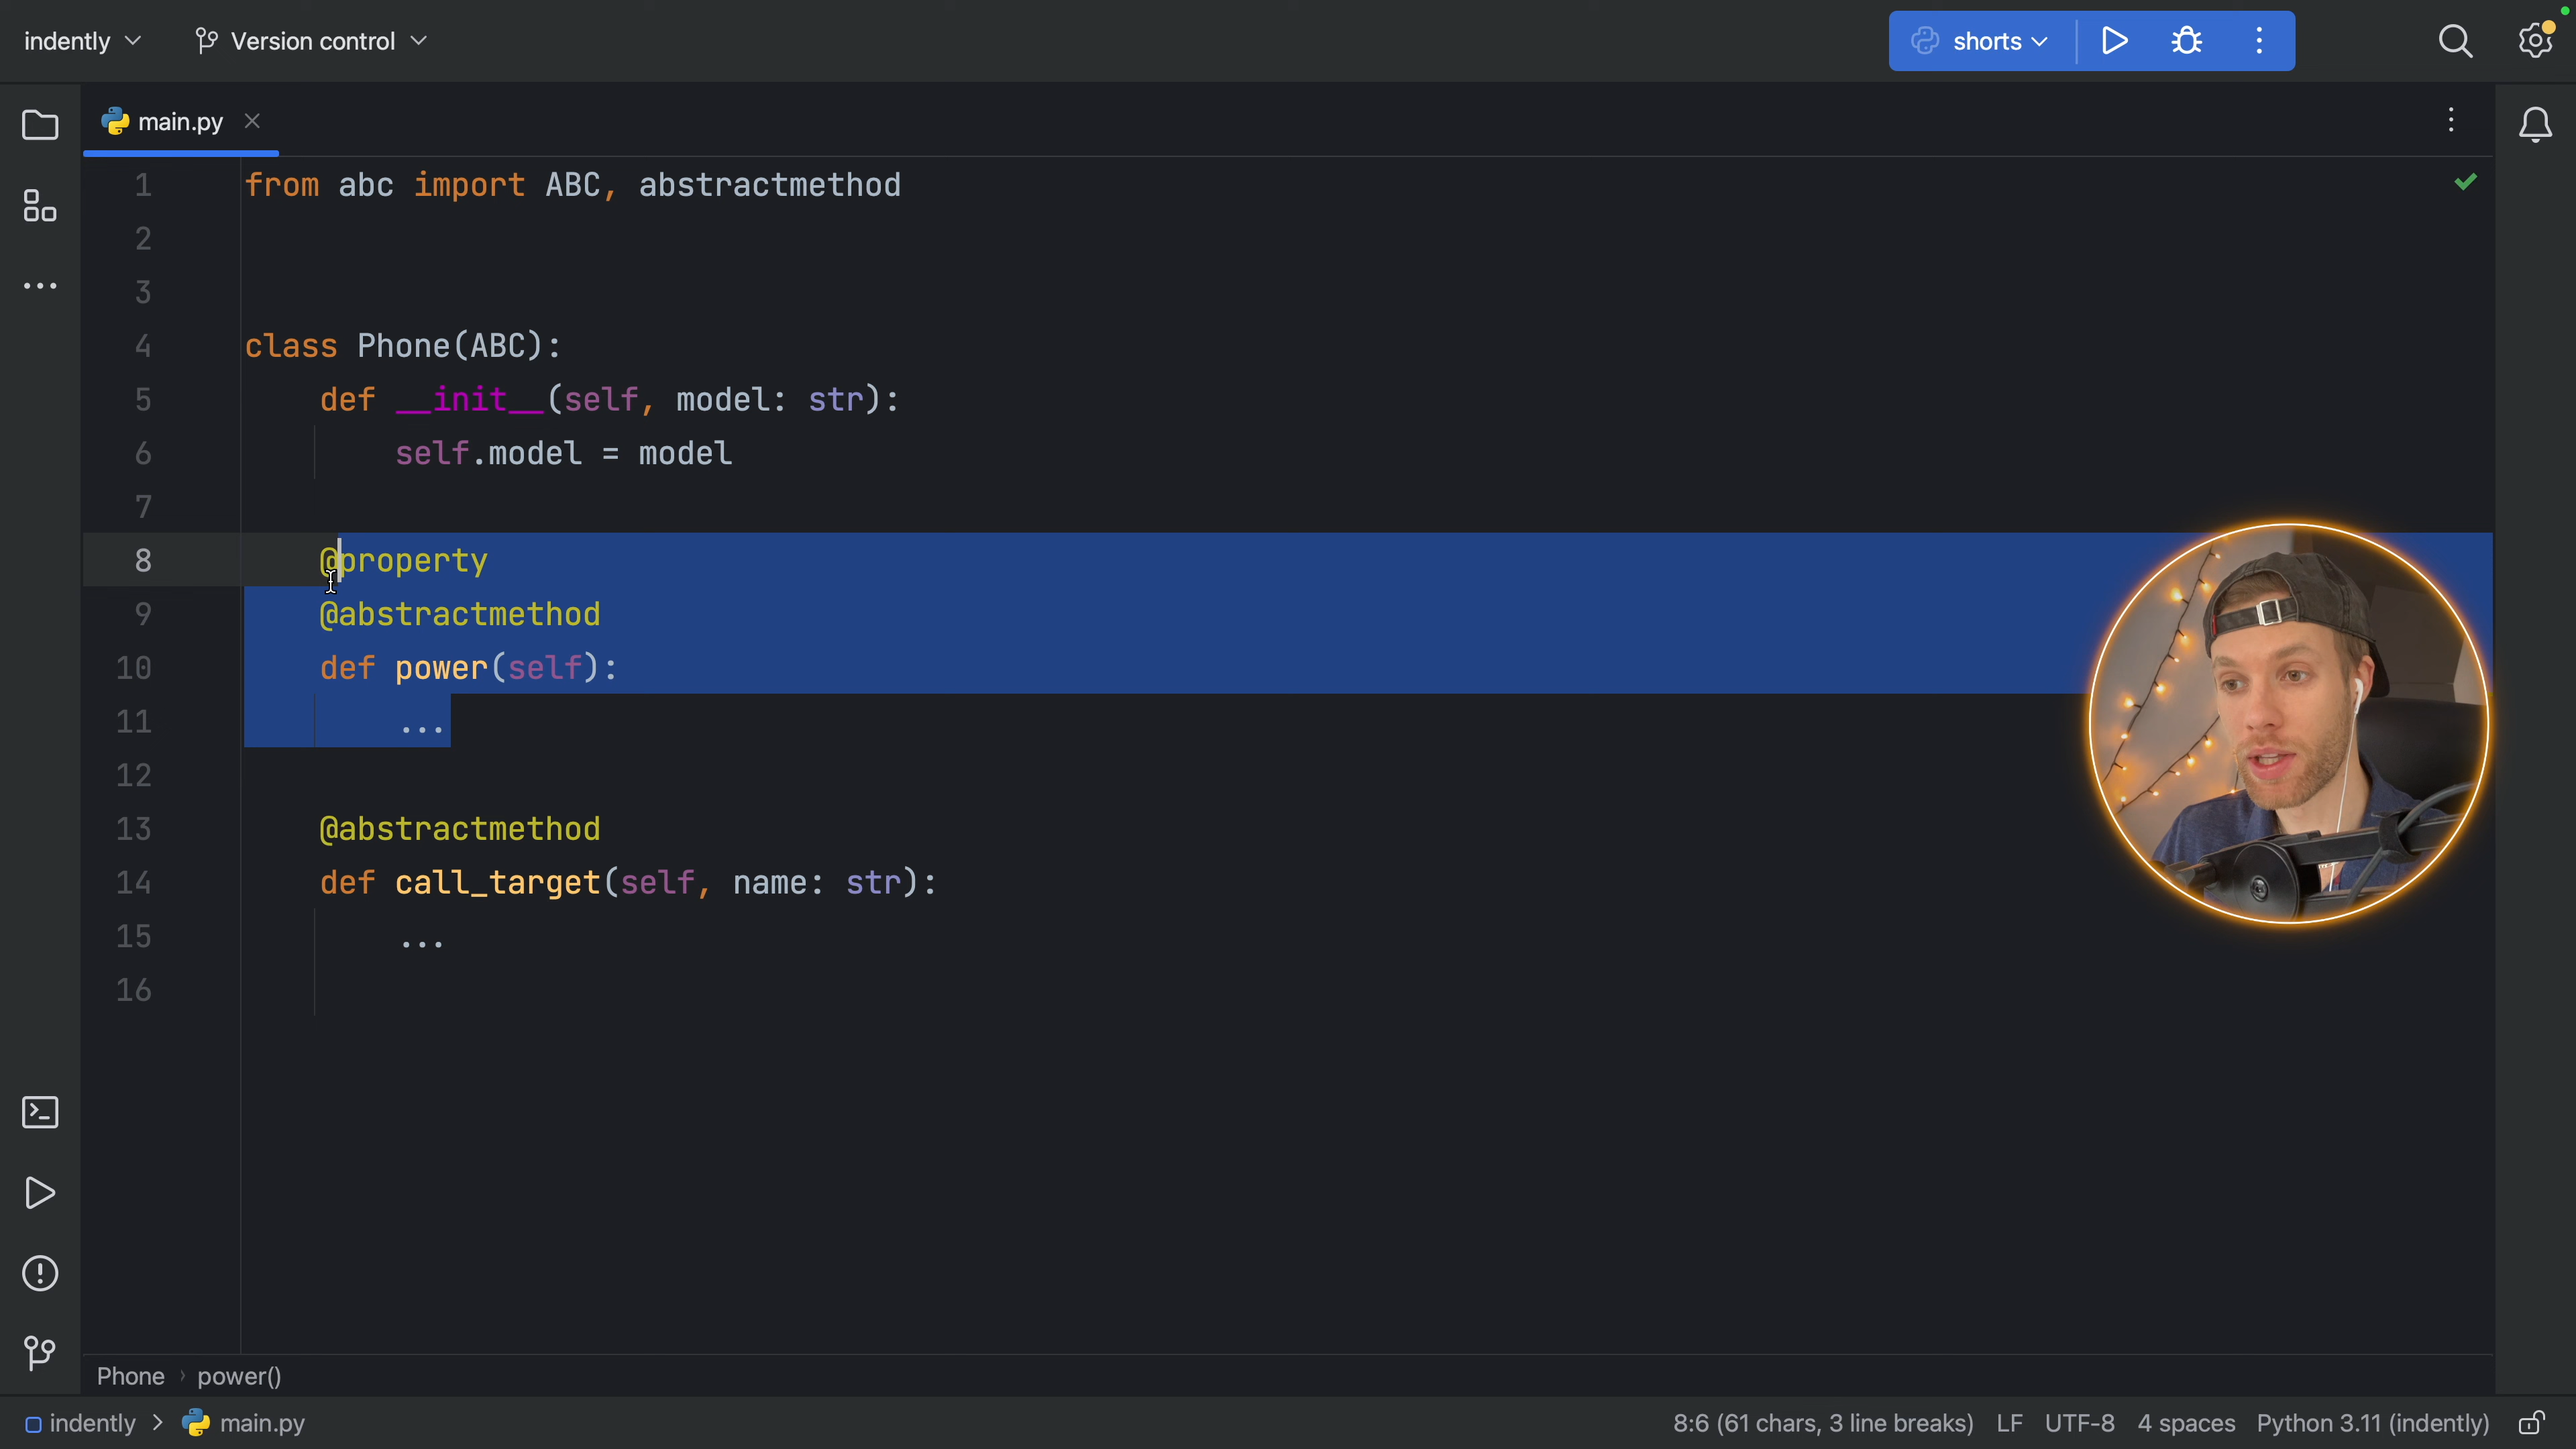 indently Version control shorts
main.py
1 from abc import ABC, abstractmethod
2
3
4 class Phone(ABC):
5 def __init__(self, model: str):
6 self.model = model
7
8 @property
9 @abstractmethod
10 def power(self):
11 ...
12
13 @abstractmethod
14 def call_target(self, name: str):
15 ...
16
Phone › power()
indently > main.py 8:6 (61 chars, 3 line breaks) LF UTF-8 4 spaces Python 3.11 (indently)